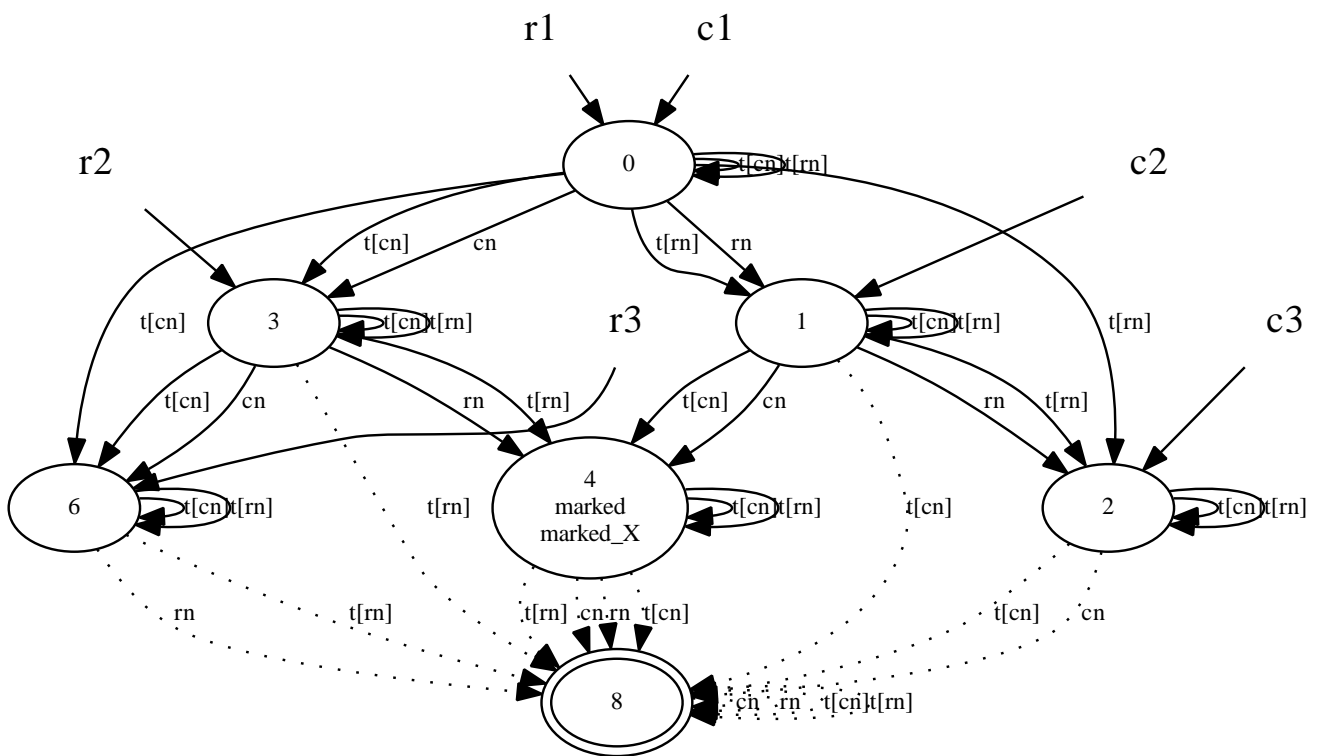 r1 c1
r2 0 t[cn] t[rn] c2
t[cn] cn t[rn] rn
t[cn] 3 t[cn] t[rn] r3 1 t[cn] t[rn] t[rn] c3
t[cn] cn rn t[rn] t[cn] cn rn t[rn]
6 t[cn] t[rn] t[rn] 4 t[cn] t[rn] t[cn] 2 t[cn] t[rn]
marked
marked_X
rn t[rn] t[rn] cn rn t[cn] t[cn] cn
8 cn rn t[cn] t[rn]